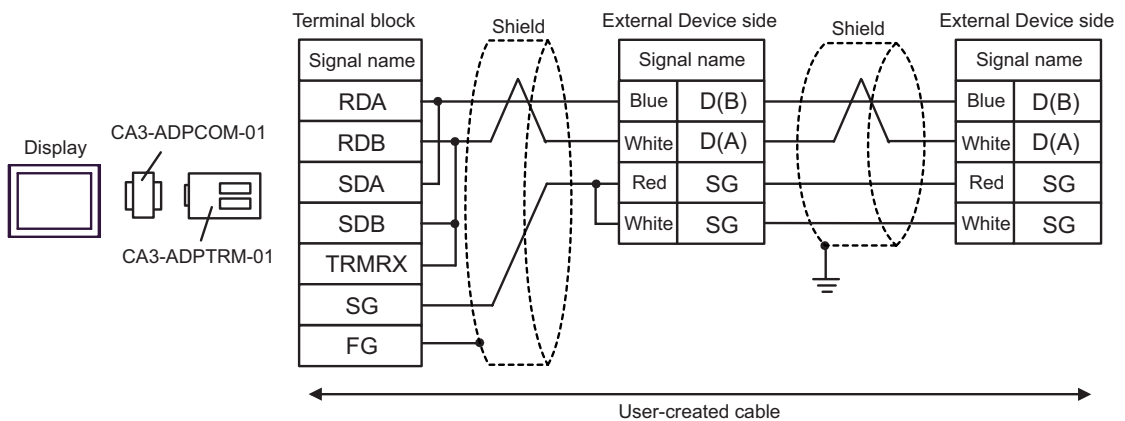 Display
CA3-ADPCOM-01
CA3-ADPTRM-01
Terminal block
Signal name
RDA
RDB
SDA
SDB
TRMRX
SG
FG
Shield
External Device side
Signal name
Blue D(B)
White D(A)
Red SG
White SG
Shield
External Device side
Signal name
Blue D(B)
White D(A)
Red SG
White SG
User-created cable